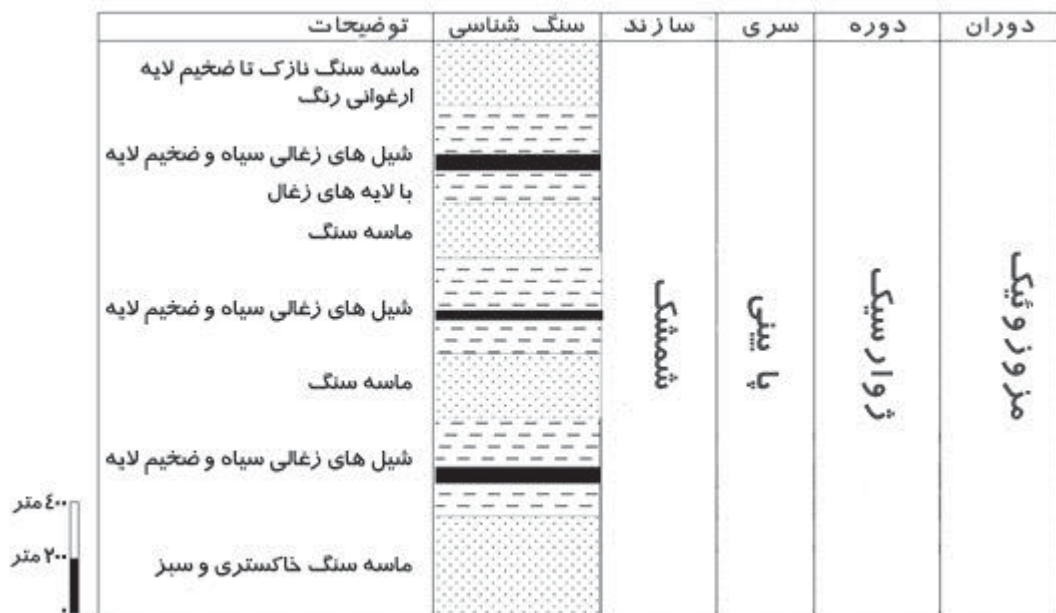 دوران
دوره
سری
سازند
سنگ شناسی
توضیحات
مزوزوئیک
ژوارسیک
پایینی
شمشک
ماسه سنگ نازک تا ضخیم لایه
ارغوانی رنگ
شیل های زغالی سیاه و ضخیم لایه
با لایه های زغال
ماسه سنگ
شیل های زغالی سیاه و ضخیم لایه
ماسه سنگ
شیل های زغالی سیاه و ضخیم لایه
ماسه سنگ خاکستری و سبز
۴۰۰ متر
۲۰۰ متر
۰